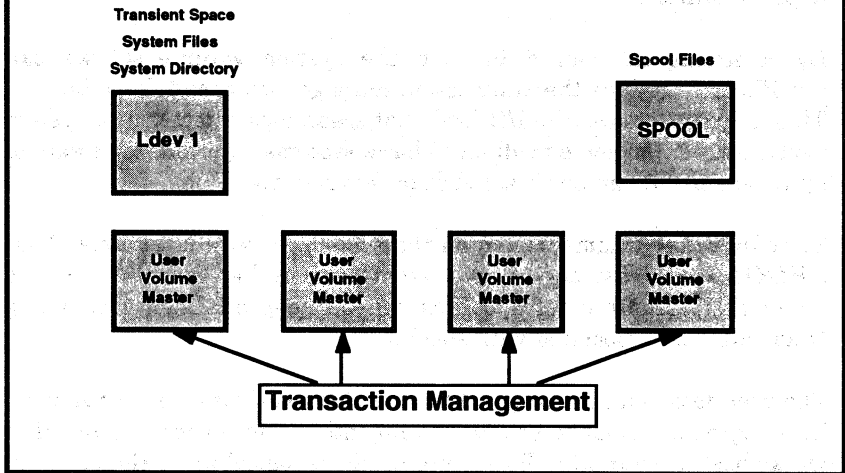 Transient Space
System Files
System Directory
Spool Files
Ldev 1
SPOOL
User
Volume
Master
User
Volume
Master
User
Volume
Master
User
Volume
Master
Transaction Management